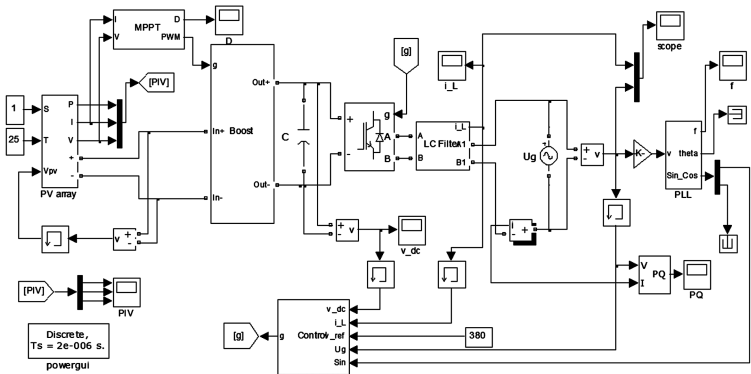 I
V
MPPT
D
PWM
D
[g]
i_L
scope
f
1
25
S
T
Vpv
P
I
V
+
-
PV array
[PIV]
g
In+
In-
Boost
Out+
Out-
C
+
-
g
A
B
A
B
i_L
A1
B1
LC Filter
Ug
+
-
v
K-
v
f
theta
Sin_Cos
PLL
v
+
-
+
-
v
v_dc
i
-
+
V
I
PQ
PQ
[PIV]
PIV
[g]
g
Control
v_dc
i_L
v_ref
Ug
Sin
380
Discrete,
Ts = 2e-006 s.
powergui